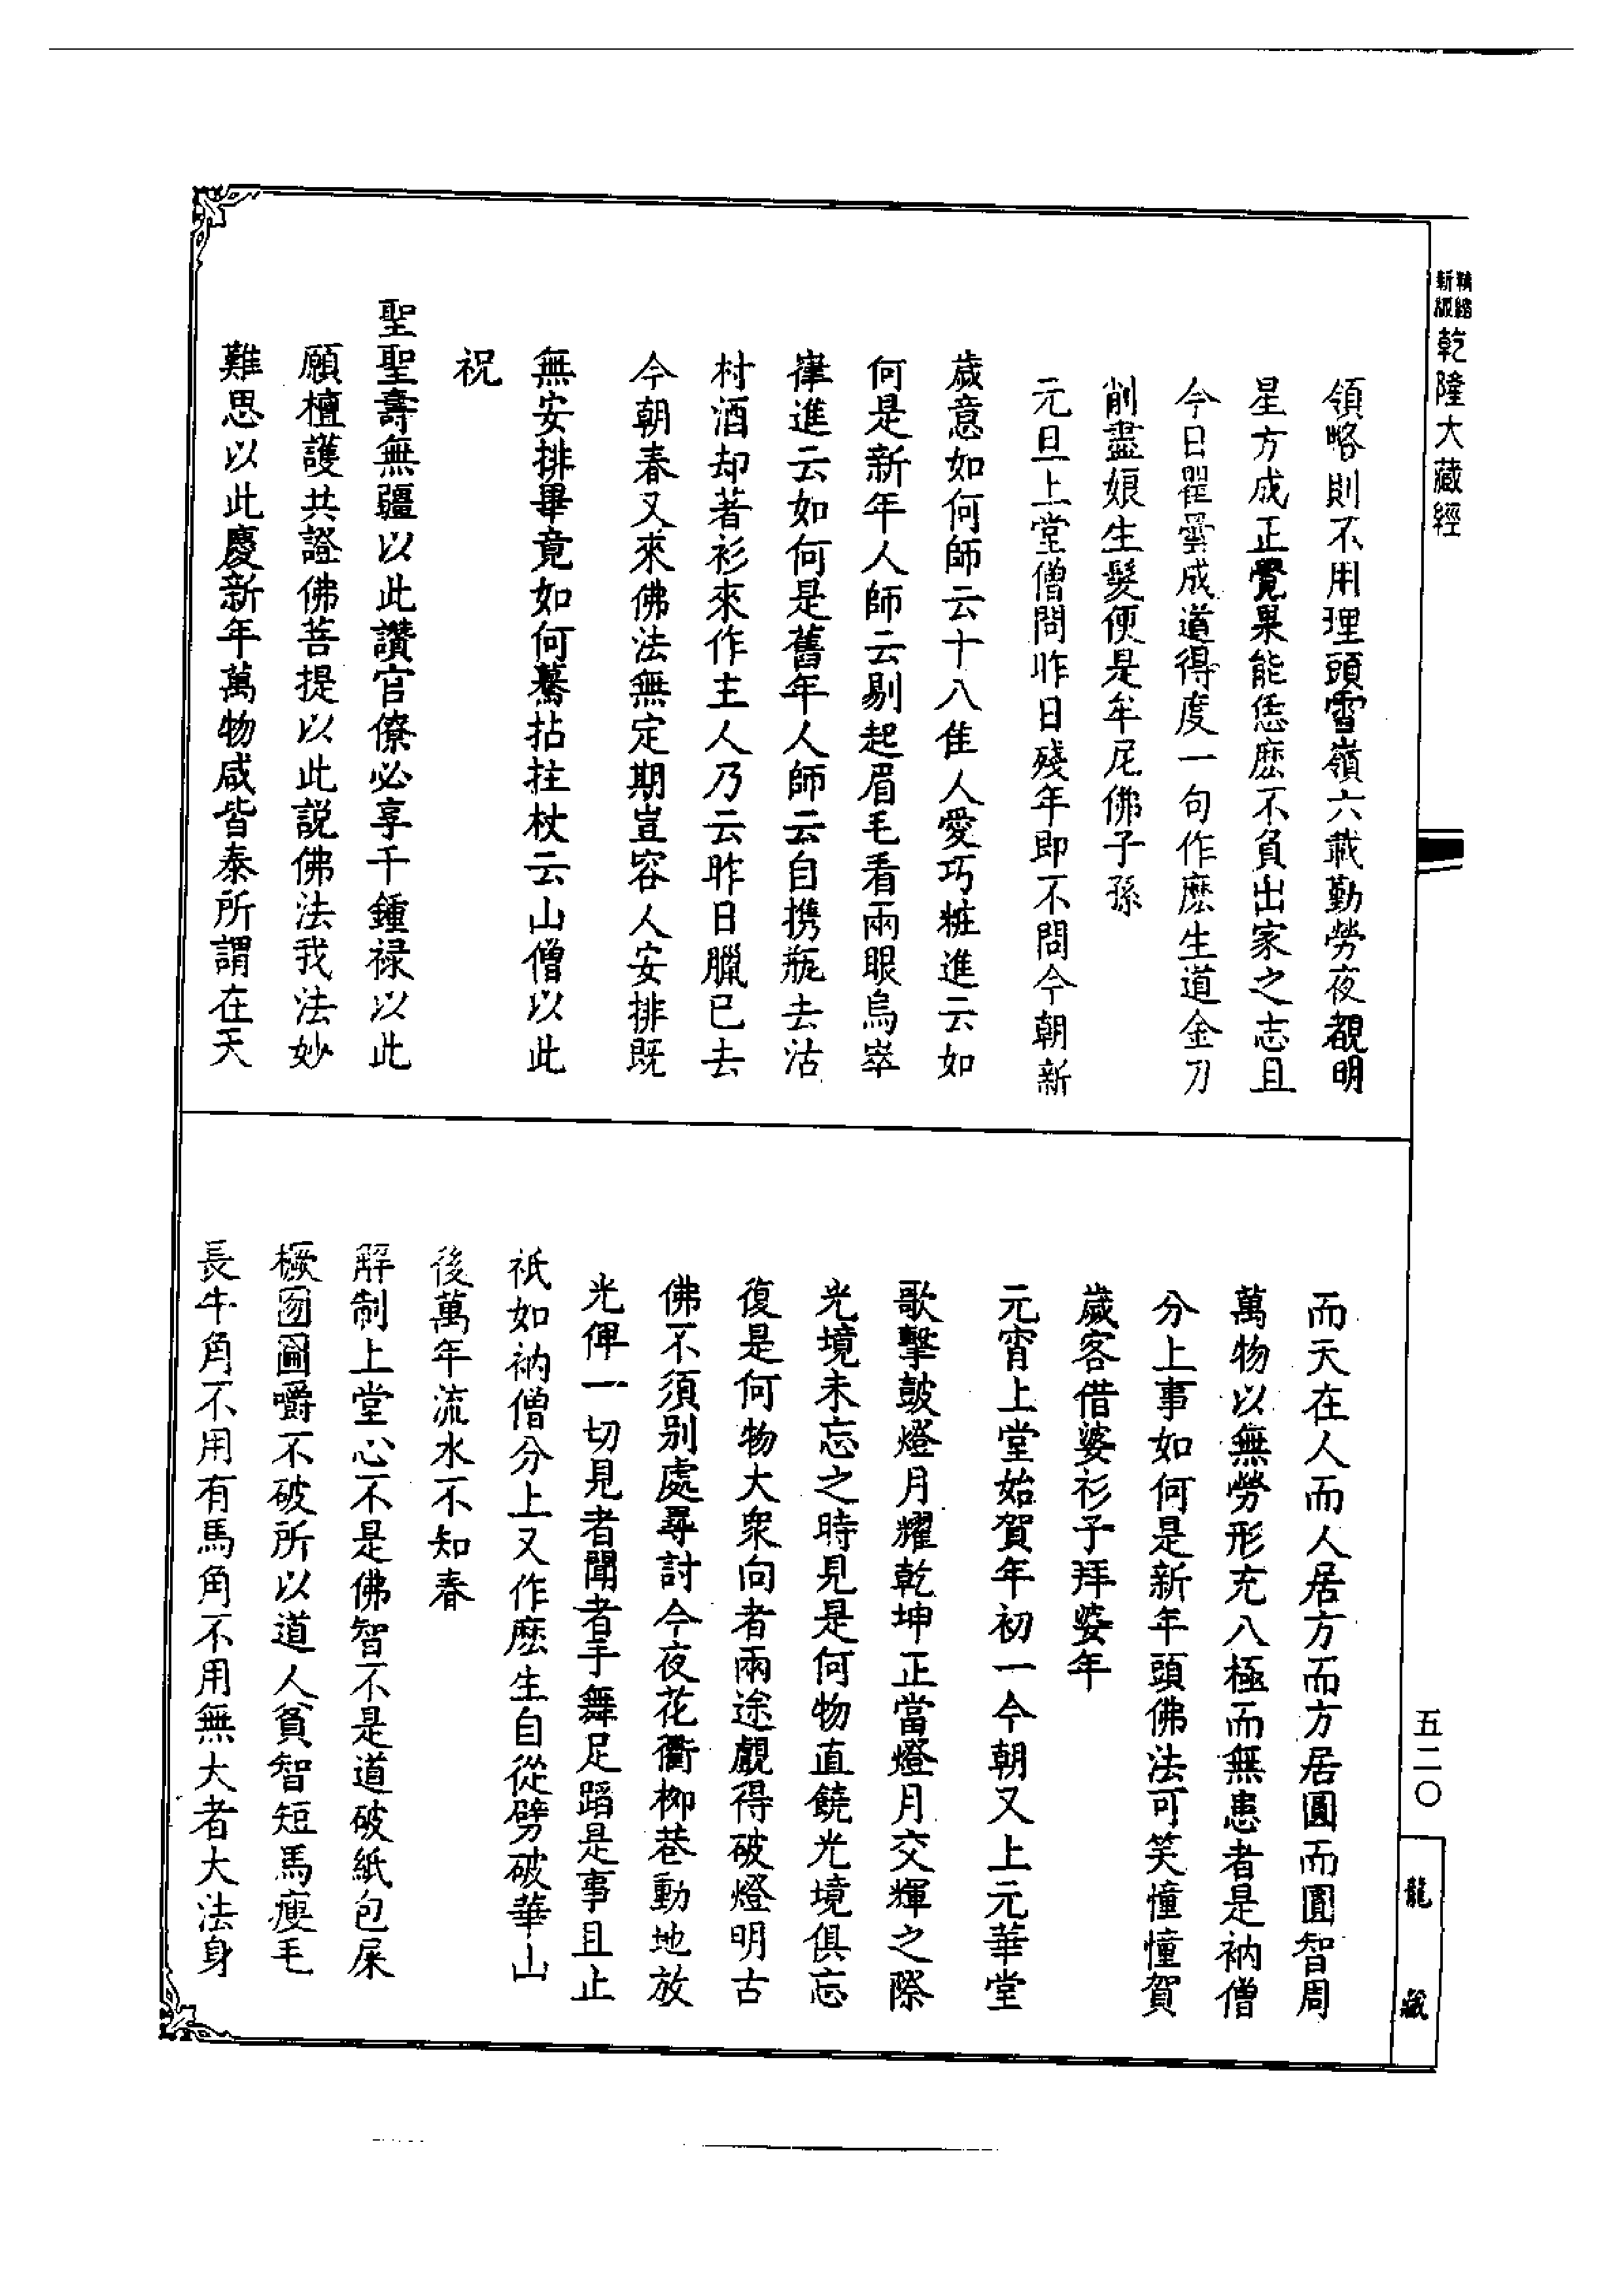 精縮新版乾隆大藏經
領略則不用理頭雪嶺六載勤勞夜覩明
星方成正覺果能恁麽不負出家之志且
今日瞿曇成道得度一句作麽生道金刀
削盡娘生髮便是牟尼佛子孫
元旦上堂僧問昨日殘年即不問今朝新
歲意如何師云十八佳人愛巧粧進云如
何是新年人師云剔起眉毛看兩眼烏崒
嵂進云如何是舊年人師云自携瓶去沽
村酒却著衫來作主人乃云昨日臘已去
今朝春又來佛法無定期豈容人安排既
無安排畢竟如何驀拈拄杖云山僧以此
祝
聖聖壽無疆以此讚官僚必享千鍾禄以此
願檀護共證佛菩提以此説佛法我法妙
難思以此慶新年萬物咸皆泰所謂在天
而天在人而人居方而方居圓而圓智周
萬物以無勞形充八極而無患者是衲僧
分上事如何是新年頭佛法可笑憧憧賀
歲客借婆衫子拜婆年
元宵上堂始賀年初一今朝又上元華堂
歌擊鼓燈月耀乾坤正當燈月交輝之際
光境未忘之時見是何物直饒光境俱忘
復是何物大衆向者兩途覷得破燈明古
佛不須别處尋討今夜花衢柳巷動地放
光俾一切見者聞者手舞足蹈是事且止
祇如衲僧分上又作麽生自從劈破華山
後萬年流水不知春
解制上堂心不是佛智不是道破紙包屎
橛囫圇嚼不破所以道人貧智短馬瘦毛
長牛角不用有馬角不用無大者大法身
五二〇
龍藏